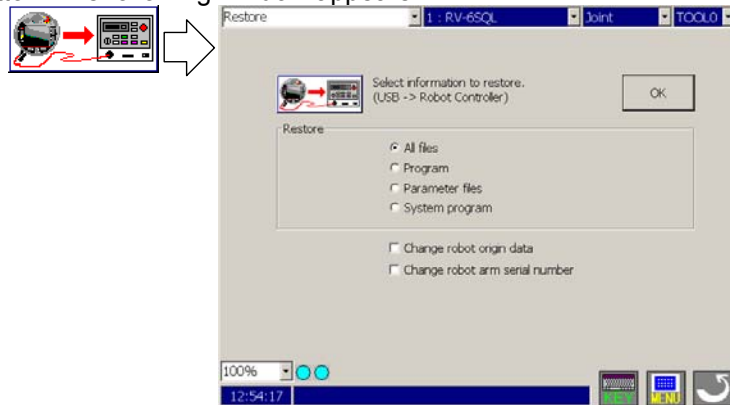 Restore 1 : RV-6SQL Joint TOOL0
Select information to restore.
(USB -> Robot Controller)
OK
Restore
All files
Program
Parameter files
System program
Change robot origin data
Change robot arm serial number
100%
12:54:17
KEY MENU